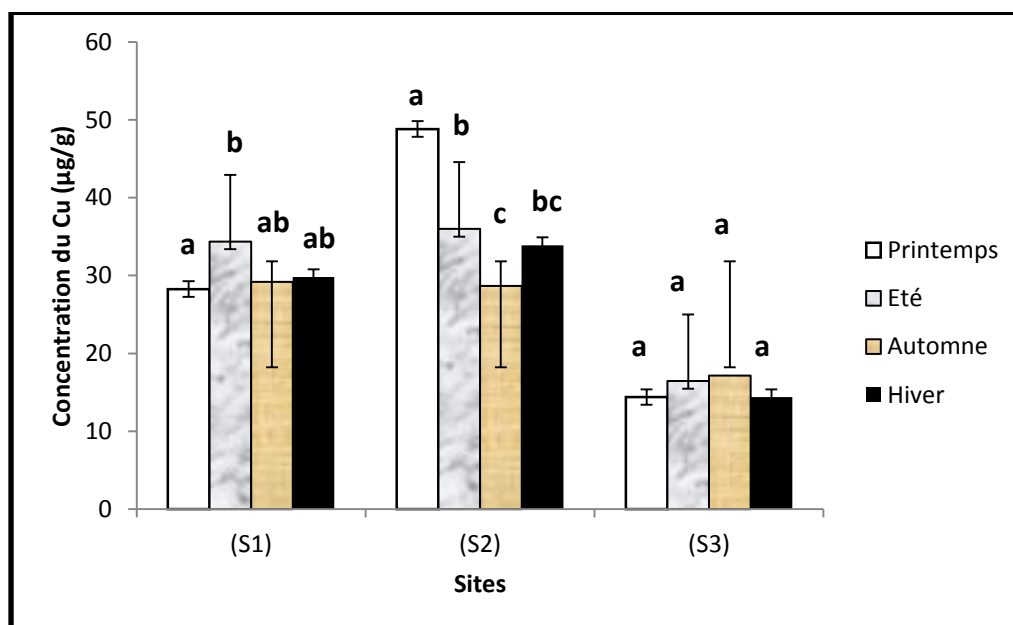 60
50
40
30
20
10
0
Concentration du Cu (µg/g)
a
b
ab
ab
a
b
c
bc
a
a
a
a
(S1)
(S2)
(S3)
Sites
Printemps
Eté
Automne
Hiver